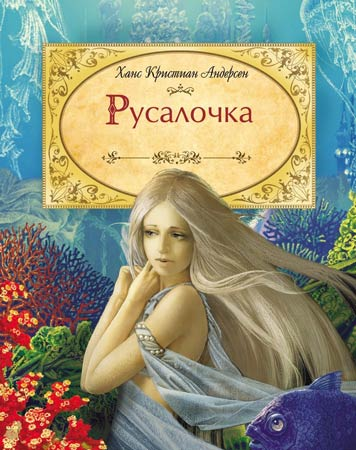 Ханс Кристиан Андерсен
Русалочка